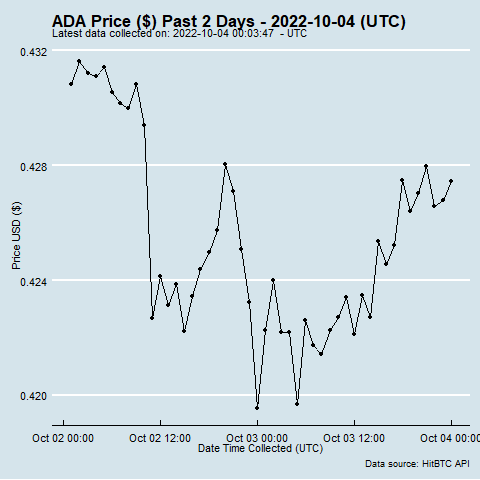 ADA Price ($) Past 2 Days - 2022-10-04 (UTC)
Latest data collected on: 2022-10-04 00:03:47  - UTC
0.432
0.428
0.424
0.420
Price USD ($)
Oct 02 00:00 Oct 02 12:00 Oct 03 00:00 Oct 03 12:00 Oct 04 00:00
Date Time Collected (UTC)
Data source: HitBTC API